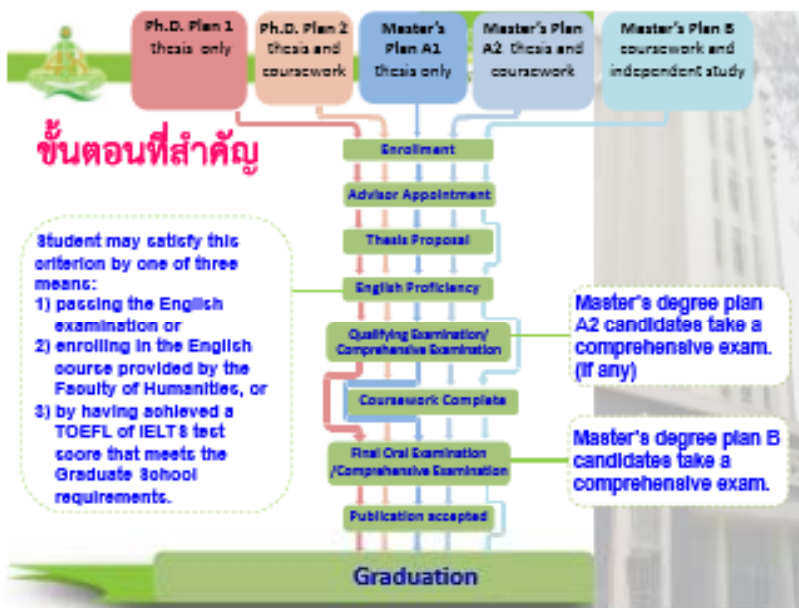 Ph.D. Plan 1
thesis only
Ph.D. Plan 2
thesis and
coursework
Master's
Plan A1
thesis only
Master's Plan
A2 thesis and
coursework
Master's Plan B
coursework and
independent study
ขั้นตอนที่สำคัญ
Enrollment
Advisor Appointment
Thesis Proposal
English Proficiency
Qualifying Examination/
Comprehensive Examination
Coursework Complete
Final Oral Examination
/Comprehensive Examination
Publication accepted
Graduation
Student may satisfy this
criterion by one of three
means:
1) passing the English
examination or
2) enrolling in the English
course provided by the
Faculty of Humanities, or
3) by having achieved a
TOEFL of IELTS test
score that meets the
Graduate School
requirements.
Master's degree plan
A2 candidates take a
comprehensive exam.
(if any)
Master's degree plan B
candidates take a
comprehensive exam.